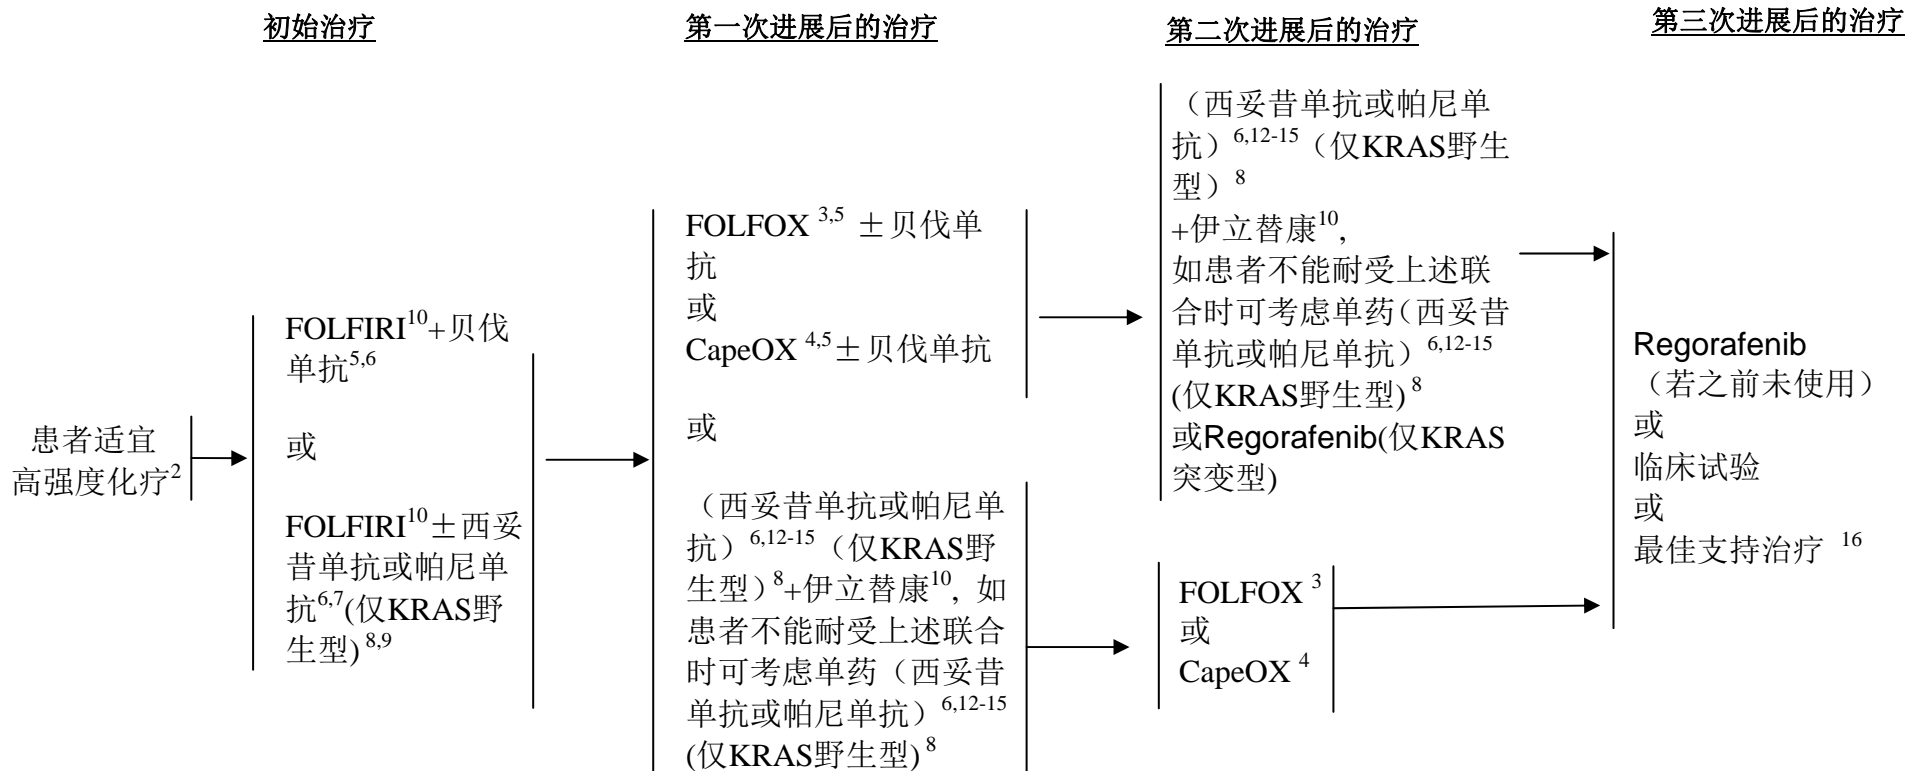 初始治疗
第一次进展后的治疗
第二次进展后的治疗
第三次进展后的治疗
患者适宜
高强度化疗2
FOLFIRI10+贝伐
单抗5,6
或
FOLFIRI10±西妥
昔单抗或帕尼单
抗6,7(仅KRAS野
生型)8,9
FOLFOX 3,5 ±贝伐单
抗
或
CapeOX 4,5±贝伐单抗
或
（西妥昔单抗或帕尼单
抗）6,12-15（仅KRAS野
生型）8+伊立替康10, 如
患者不能耐受上述联合
时可考虑单药（西妥昔
单抗或帕尼单抗）6,12-15
(仅KRAS野生型)8
（西妥昔单抗或帕尼单
抗）6,12-15（仅KRAS野生
型）8
+伊立替康10,
如患者不能耐受上述联
合时可考虑单药(西妥昔
单抗或帕尼单抗）6,12-15
(仅KRAS野生型)8
或Regorafenib(仅KRAS
突变型)
FOLFOX 3
或
CapeOX 4
Regorafenib
（若之前未使用）
或
临床试验
或
最佳支持治疗 16